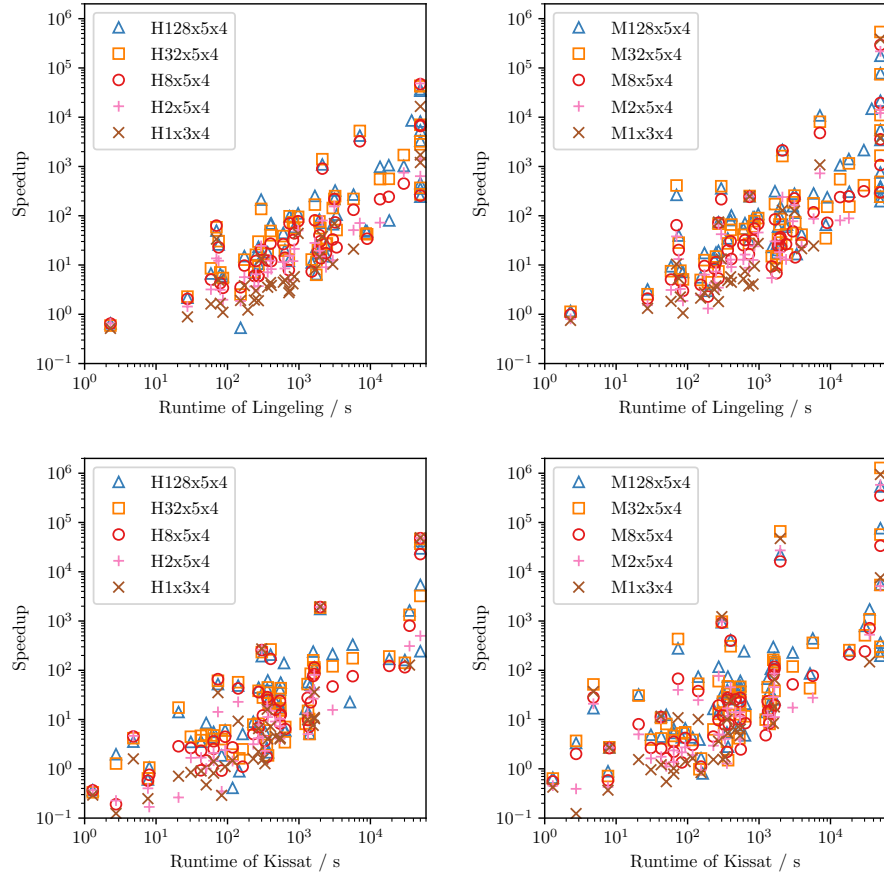 10^6
10^5
10^4
10^3
10^2
10^1
10^0
10^−1
Speedup
H128x5x4
H32x5x4
H8x5x4
H2x5x4
H1x3x4
10^0 10^1 10^2 10^3 10^4
Runtime of Lingeling / s
10^6
10^5
10^4
10^3
10^2
10^1
10^0
10^−1
Speedup
M128x5x4
M32x5x4
M8x5x4
M2x5x4
M1x3x4
10^0 10^1 10^2 10^3 10^4
Runtime of Lingeling / s
10^6
10^5
10^4
10^3
10^2
10^1
10^0
10^−1
Speedup
H128x5x4
H32x5x4
H8x5x4
H2x5x4
H1x3x4
10^0 10^1 10^2 10^3 10^4
Runtime of Kissat / s
10^6
10^5
10^4
10^3
10^2
10^1
10^0
10^−1
Speedup
M128x5x4
M32x5x4
M8x5x4
M2x5x4
M1x3x4
10^0 10^1 10^2 10^3 10^4
Runtime of Kissat / s